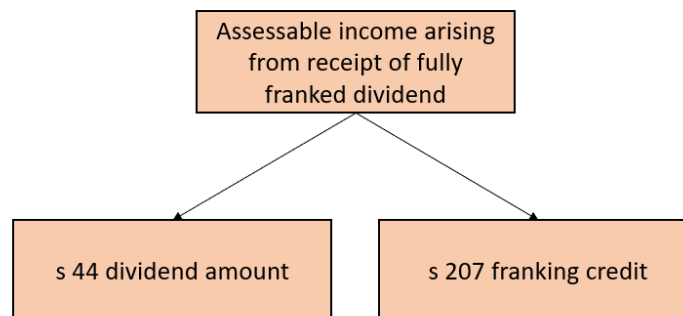 Assessable income arising
from receipt of fully
franked dividend
s 44 dividend amount
s 207 franking credit